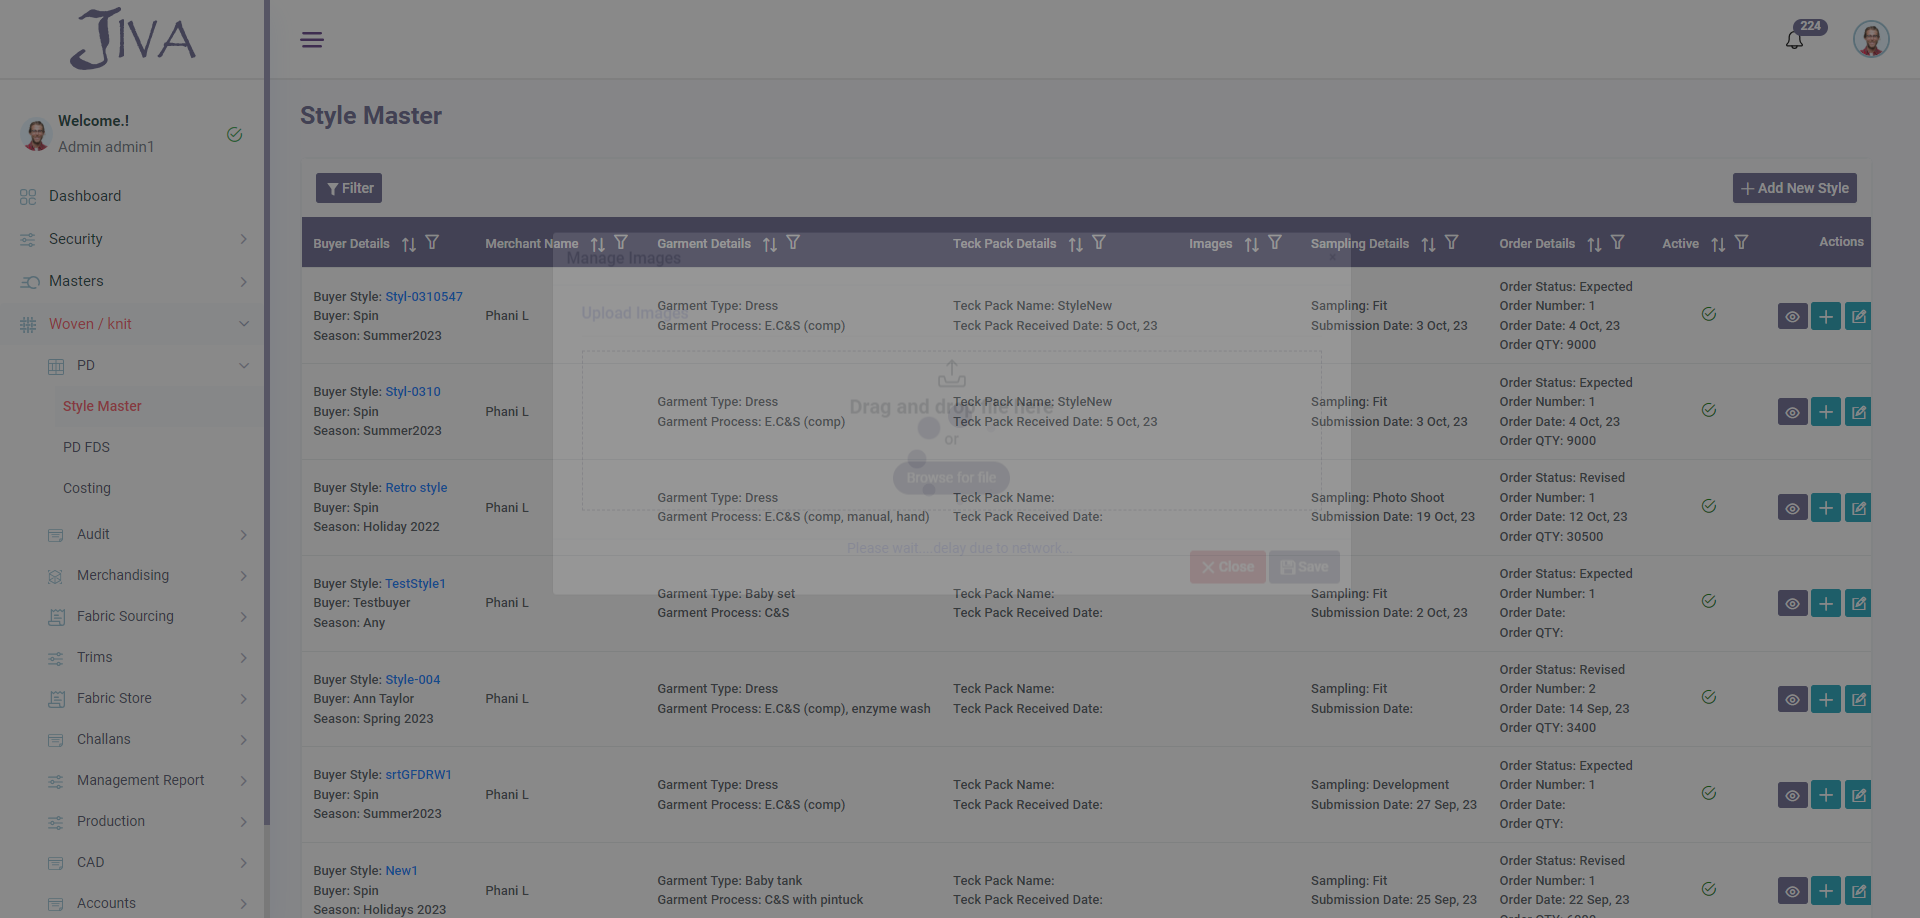 JIVA
224
Welcome.!
Admin admin1
Dashboard
Security
Masters
Woven / knit
PD
Style Master
PD FDS
Costing
Audit
Merchandising
Fabric Sourcing
Trims
Fabric Store
Challans
Management Report
Production
CAD
Accounts
Style Master
Filter
Add New Style
Buyer Details Merchant Name Garment Details Teck Pack Details Images Sampling Details Order Details Active Actions
Buyer Style: Styl-0310547
Buyer: Spin
Season: Summer2023
Phani L
Garment Type: Dress
Garment Process: E.C&S (comp)
Teck Pack Name: StyleNew
Teck Pack Received Date: 5 Oct, 23
Sampling: Fit
Submission Date: 3 Oct, 23
Order Status: Expected
Order Number: 1
Order Date: 4 Oct, 23
Order QTY: 9000
Buyer Style: Styl-0310
Buyer: Spin
Season: Summer2023
Phani L
Garment Type: Dress
Garment Process: E.C&S (comp)
Teck Pack Name: StyleNew
Teck Pack Received Date: 5 Oct, 23
Sampling: Fit
Submission Date: 3 Oct, 23
Order Status: Expected
Order Number: 1
Order Date: 4 Oct, 23
Order QTY: 9000
Buyer Style: Retro style
Buyer: Spin
Season: Holiday 2022
Phani L
Garment Type: Dress
Garment Process: E.C&S (comp, manual, hand)
Teck Pack Name:
Teck Pack Received Date:
Sampling: Photo Shoot
Submission Date: 19 Oct, 23
Order Status: Revised
Order Number: 1
Order Date: 12 Oct, 23
Order QTY: 30500
Buyer Style: TestStyle1
Buyer: Testbuyer
Season: Any
Phani L
Garment Type: Baby set
Garment Process: C&S
Teck Pack Name:
Teck Pack Received Date:
Sampling: Fit
Submission Date: 2 Oct, 23
Order Status: Expected
Order Number: 1
Order Date:
Order QTY:
Buyer Style: Style-004
Buyer: Ann Taylor
Season: Spring 2023
Phani L
Garment Type: Dress
Garment Process: E.C&S (comp), enzyme wash
Teck Pack Name:
Teck Pack Received Date:
Sampling: Fit
Submission Date:
Order Status: Revised
Order Number: 2
Order Date: 14 Sep, 23
Order QTY: 3400
Buyer Style: srtGFDRW1
Buyer: Spin
Season: Summer2023
Phani L
Garment Type: Dress
Garment Process: E.C&S (comp)
Teck Pack Name:
Teck Pack Received Date:
Sampling: Development
Submission Date: 27 Sep, 23
Order Status: Expected
Order Number: 1
Order Date:
Order QTY:
Buyer Style: New1
Buyer: Spin
Season: Holidays 2023
Phani L
Garment Type: Baby tank
Garment Process: C&S with pintuck
Teck Pack Name:
Teck Pack Received Date:
Sampling: Fit
Submission Date: 25 Sep, 23
Order Status: Revised
Order Number: 1
Order Date: 22 Sep, 23
Manage Images
×
Upload Images
Drag and drop file here
or
Browse for file
Please wait... delay due to network...
Close
Save